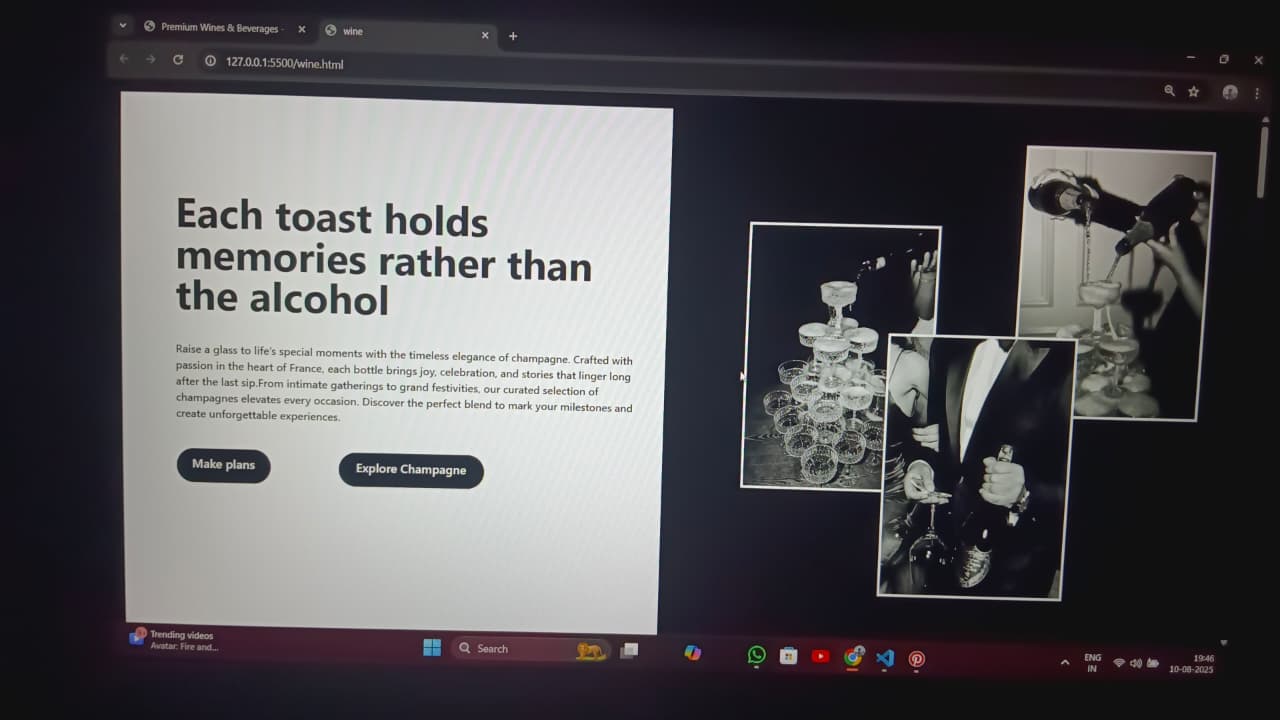 Premium Wines & Beverages -
wine
127.0.0.1:5500/wine.html
Each toast holds
memories rather than
the alcohol
Raise a glass to life's special moments with the timeless elegance of champagne. Crafted with
passion in the heart of France, each bottle brings joy, celebration, and stories that linger long
after the last sip.From intimate gatherings to grand festivities, our curated selection of
champagnes elevates every occasion. Discover the perfect blend to mark your milestones and
create unforgettable experiences.
Make plans
Explore Champagne
Trending videos
Avatar: Fire and...
Search
ENG
IN
19:46
10-08-2025